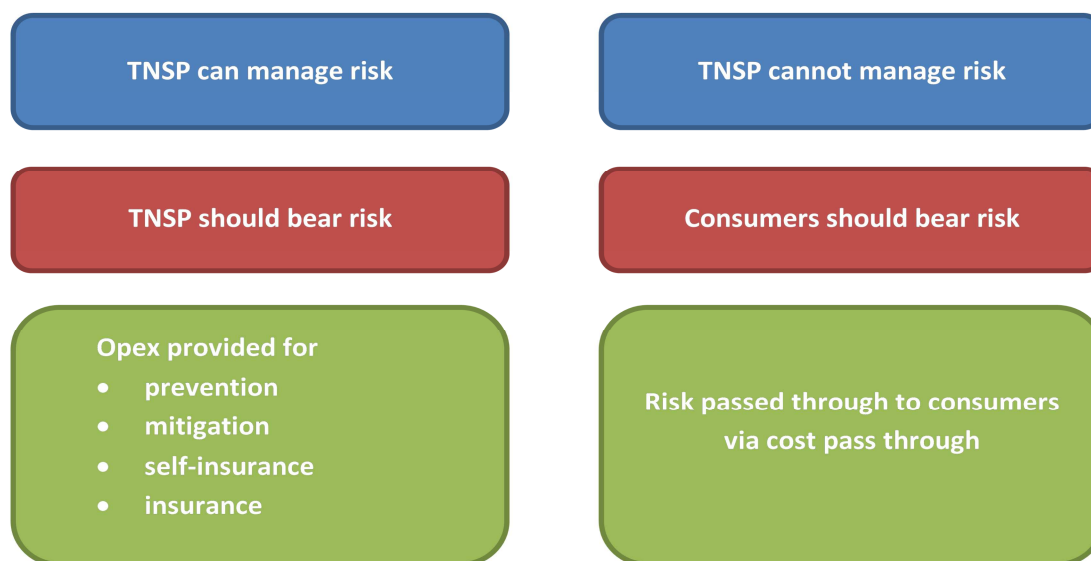 TNSP can manage risk
TNSP cannot manage risk
TNSP should bear risk
Consumers should bear risk
Opex provided for
• prevention
• mitigation
• self-insurance
• insurance
Risk passed through to consumers
via cost pass through